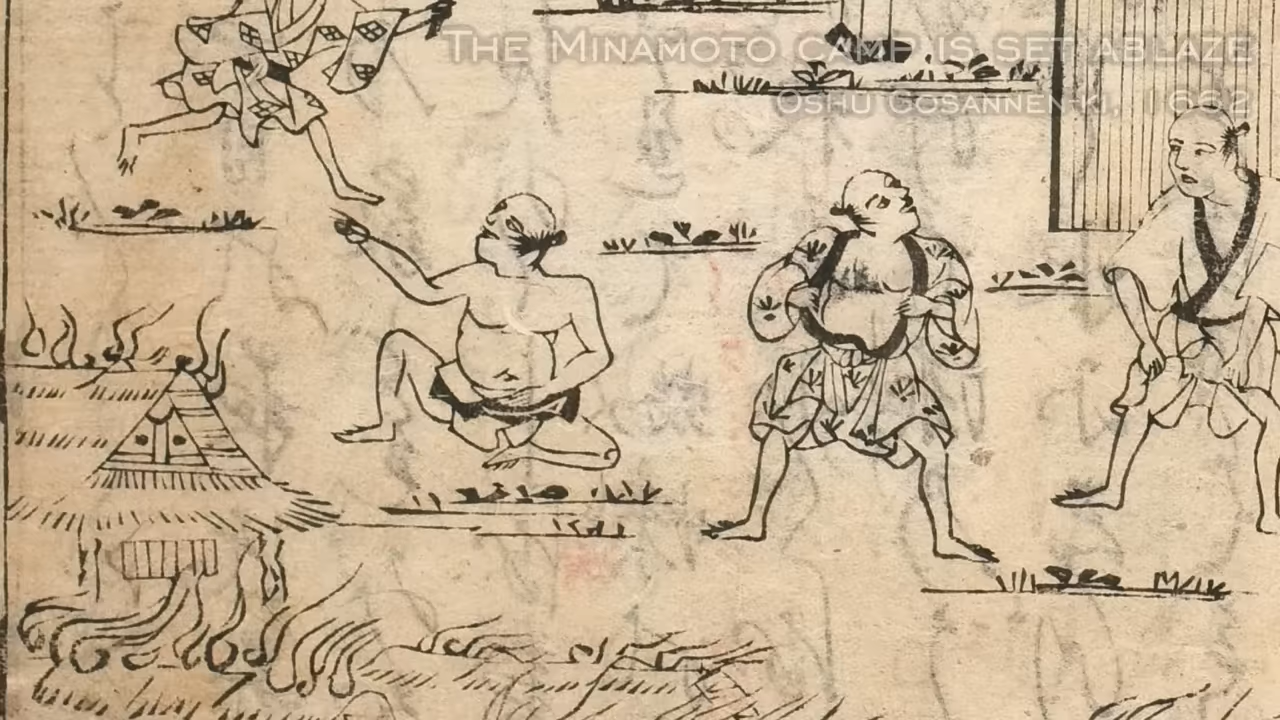 THE MINAMOTO CAMP IS SET ABLAZE
OSHU GOSANNEN-KI, 1662